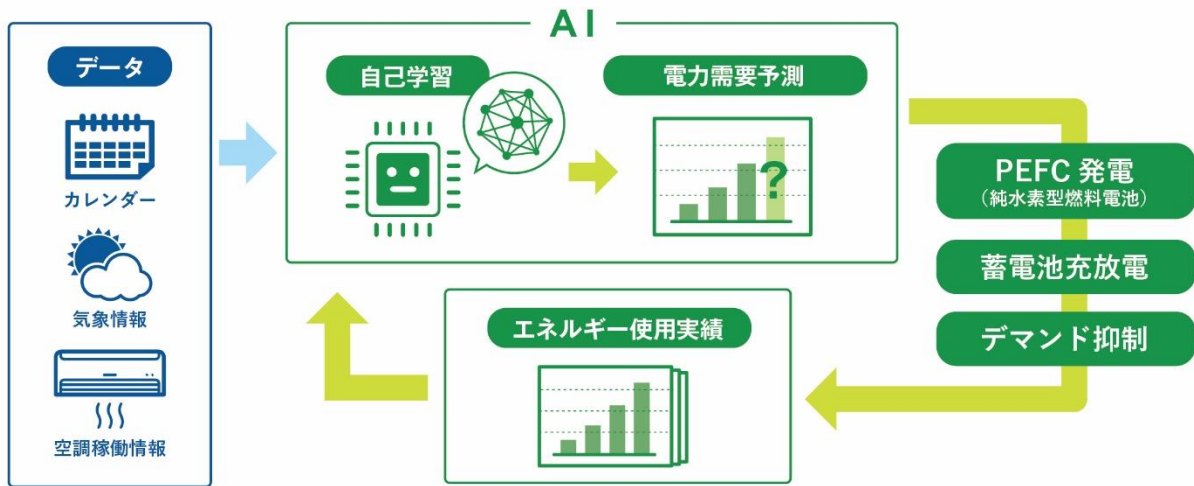 データ
カレンダー
気象情報
空調稼働情報
AI
自己学習
電力需要予測
?
PEFC 発電
(純水素型燃料電池)
蓄電池充放電
デマンド抑制
エネルギー使用実績